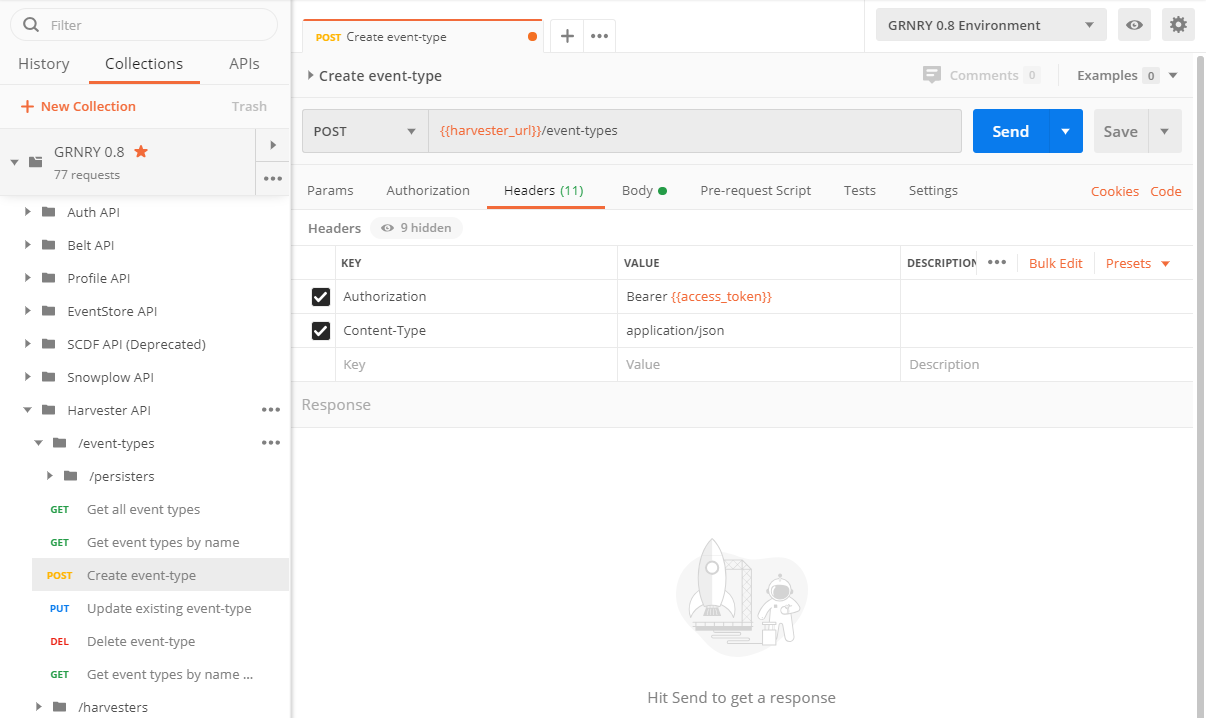 Filter
History Collections APIs
New Collection Trash
GRNRY 0.8
77 requests
Auth API
Belt API
Profile API
EventStore API
SCDF API (Deprecated)
Snowplow API
Harvester API
/event-types
/persisters
GET Get all event types
GET Get event types by name
POST Create event-type
PUT Update existing event-type
DEL Delete event-type
GET Get event types by name ...
/harvesters
POST Create event-type
GRNRY 0.8 Environment
Create event-type Comments 0 Examples 0
POST {{harvester_url}}/event-types Send Save
Params Authorization Headers (11) Body Pre-request Script Tests Settings Cookies Code
Headers 9 hidden
KEY VALUE DESCRIPTION Bulk Edit Presets
Authorization Bearer {{access_token}}
Content-Type application/json
Key Value Description
Response
Hit Send to get a response